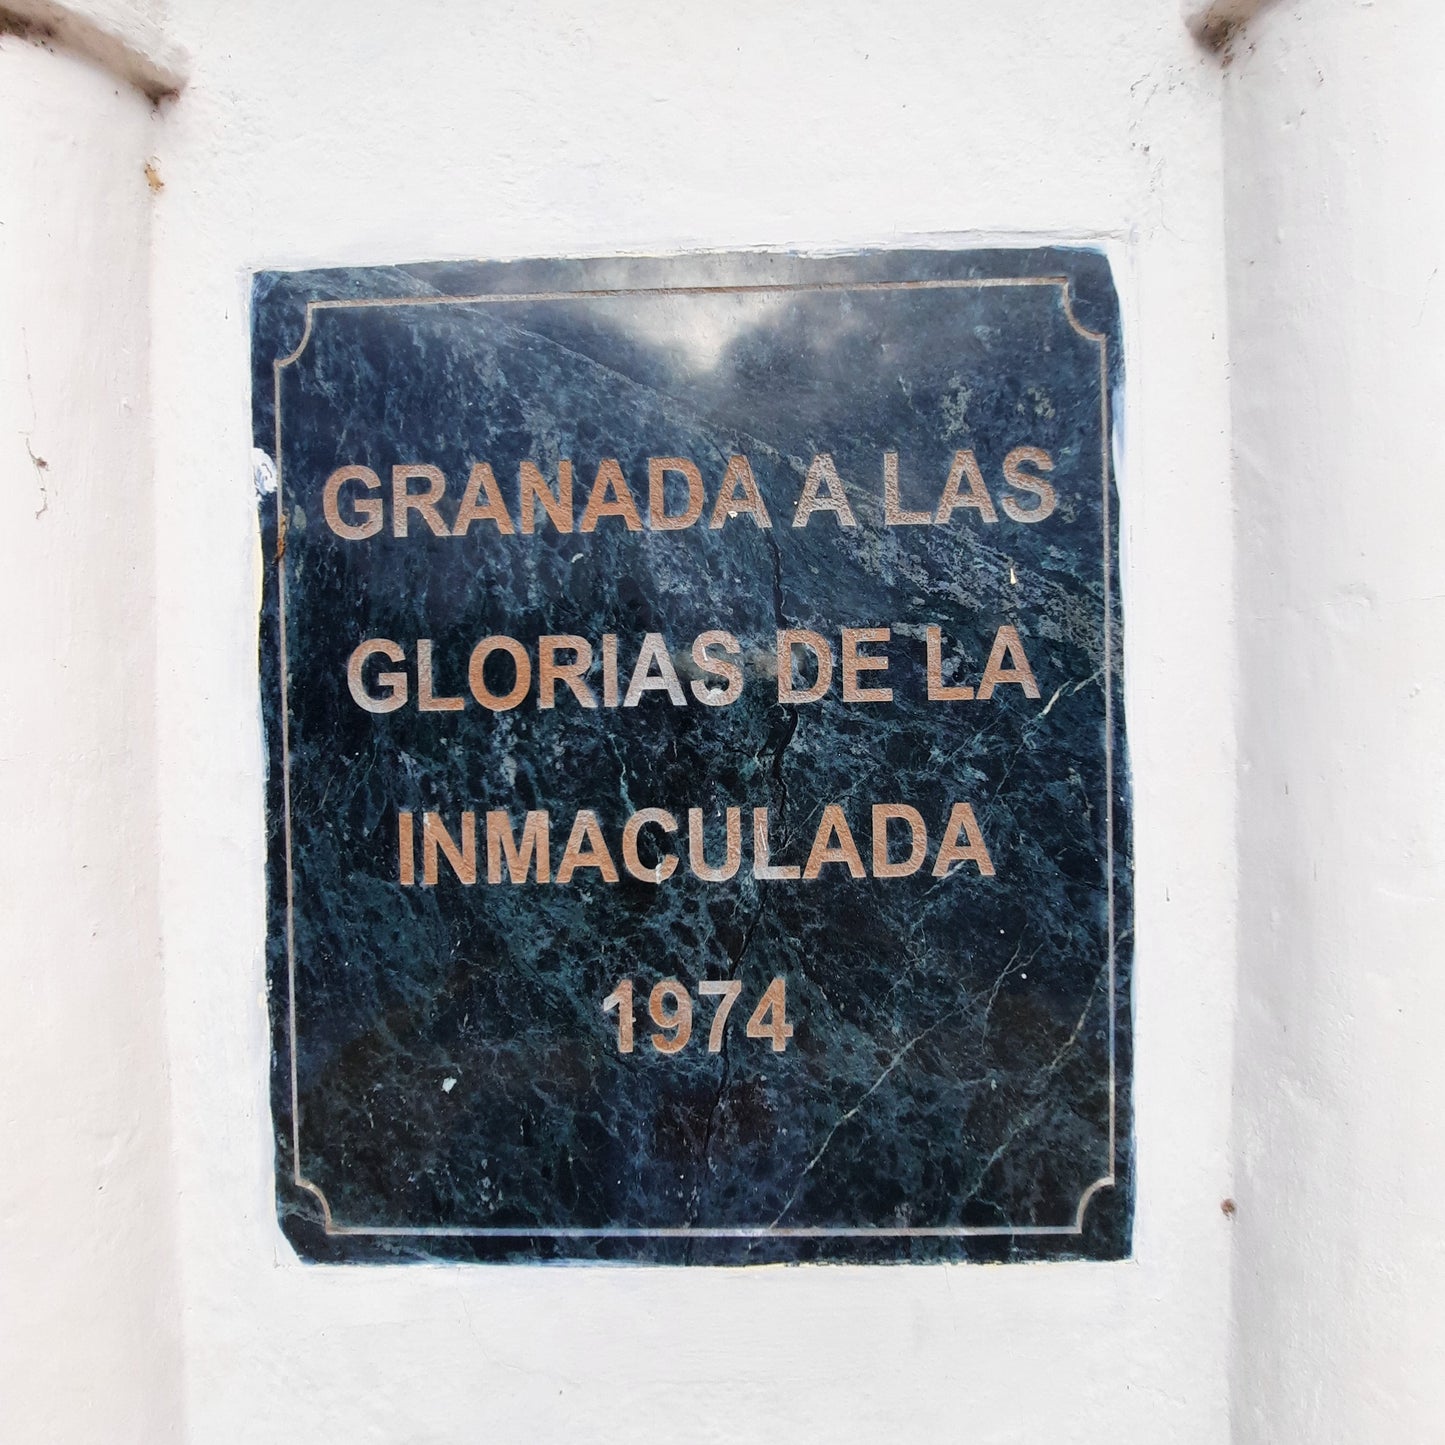 GRANADA A LAS
GLORIAS DE LA
INMACULADA
1974